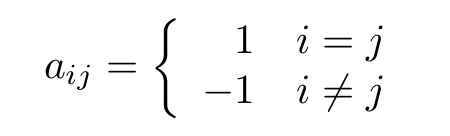 a_{ij} = { 1 i = j
−1 i ≠ j